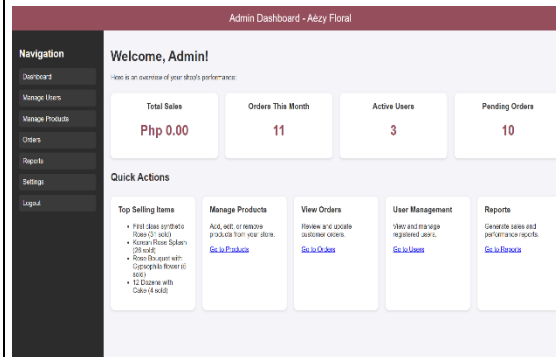 Admin Dashboard - Aézy Floral
Navigation
Dashboard
Manage Users
Manage Products
Orders
Reports
Settings
Logout
Welcome, Admin!
Here is an overview of your shop's performance:
Total Sales
Php 0.00
Orders This Month
11
Active Users
3
Pending Orders
10
Quick Actions
Top Selling Items
• First class synthetic
Rose (31 sold)
• Korean Rose Splash
(28 sold)
• Rose Bouquet with
Gypsophila flower (6
sold)
• 12 Dozens with
Cake (4 sold)
Manage Products
Add, edit, or remove
products from your store.
Go to Products
View Orders
Review and update
customer orders.
Go to Orders
User Management
View and manage
registered users.
Go to Users
Reports
Generate sales and
performance reports.
Go to Reports